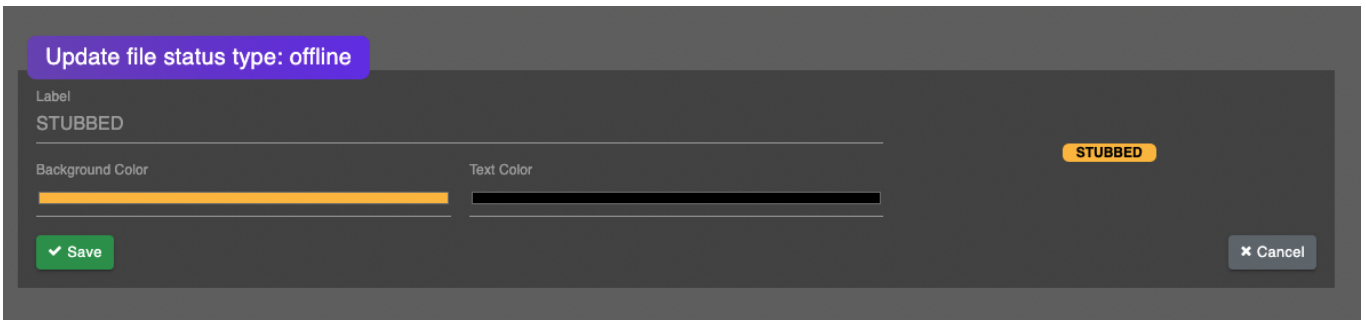 Update file status type: offline
Label
STUBBED
STUBBED
Background Color
Text Color
Save
Cancel